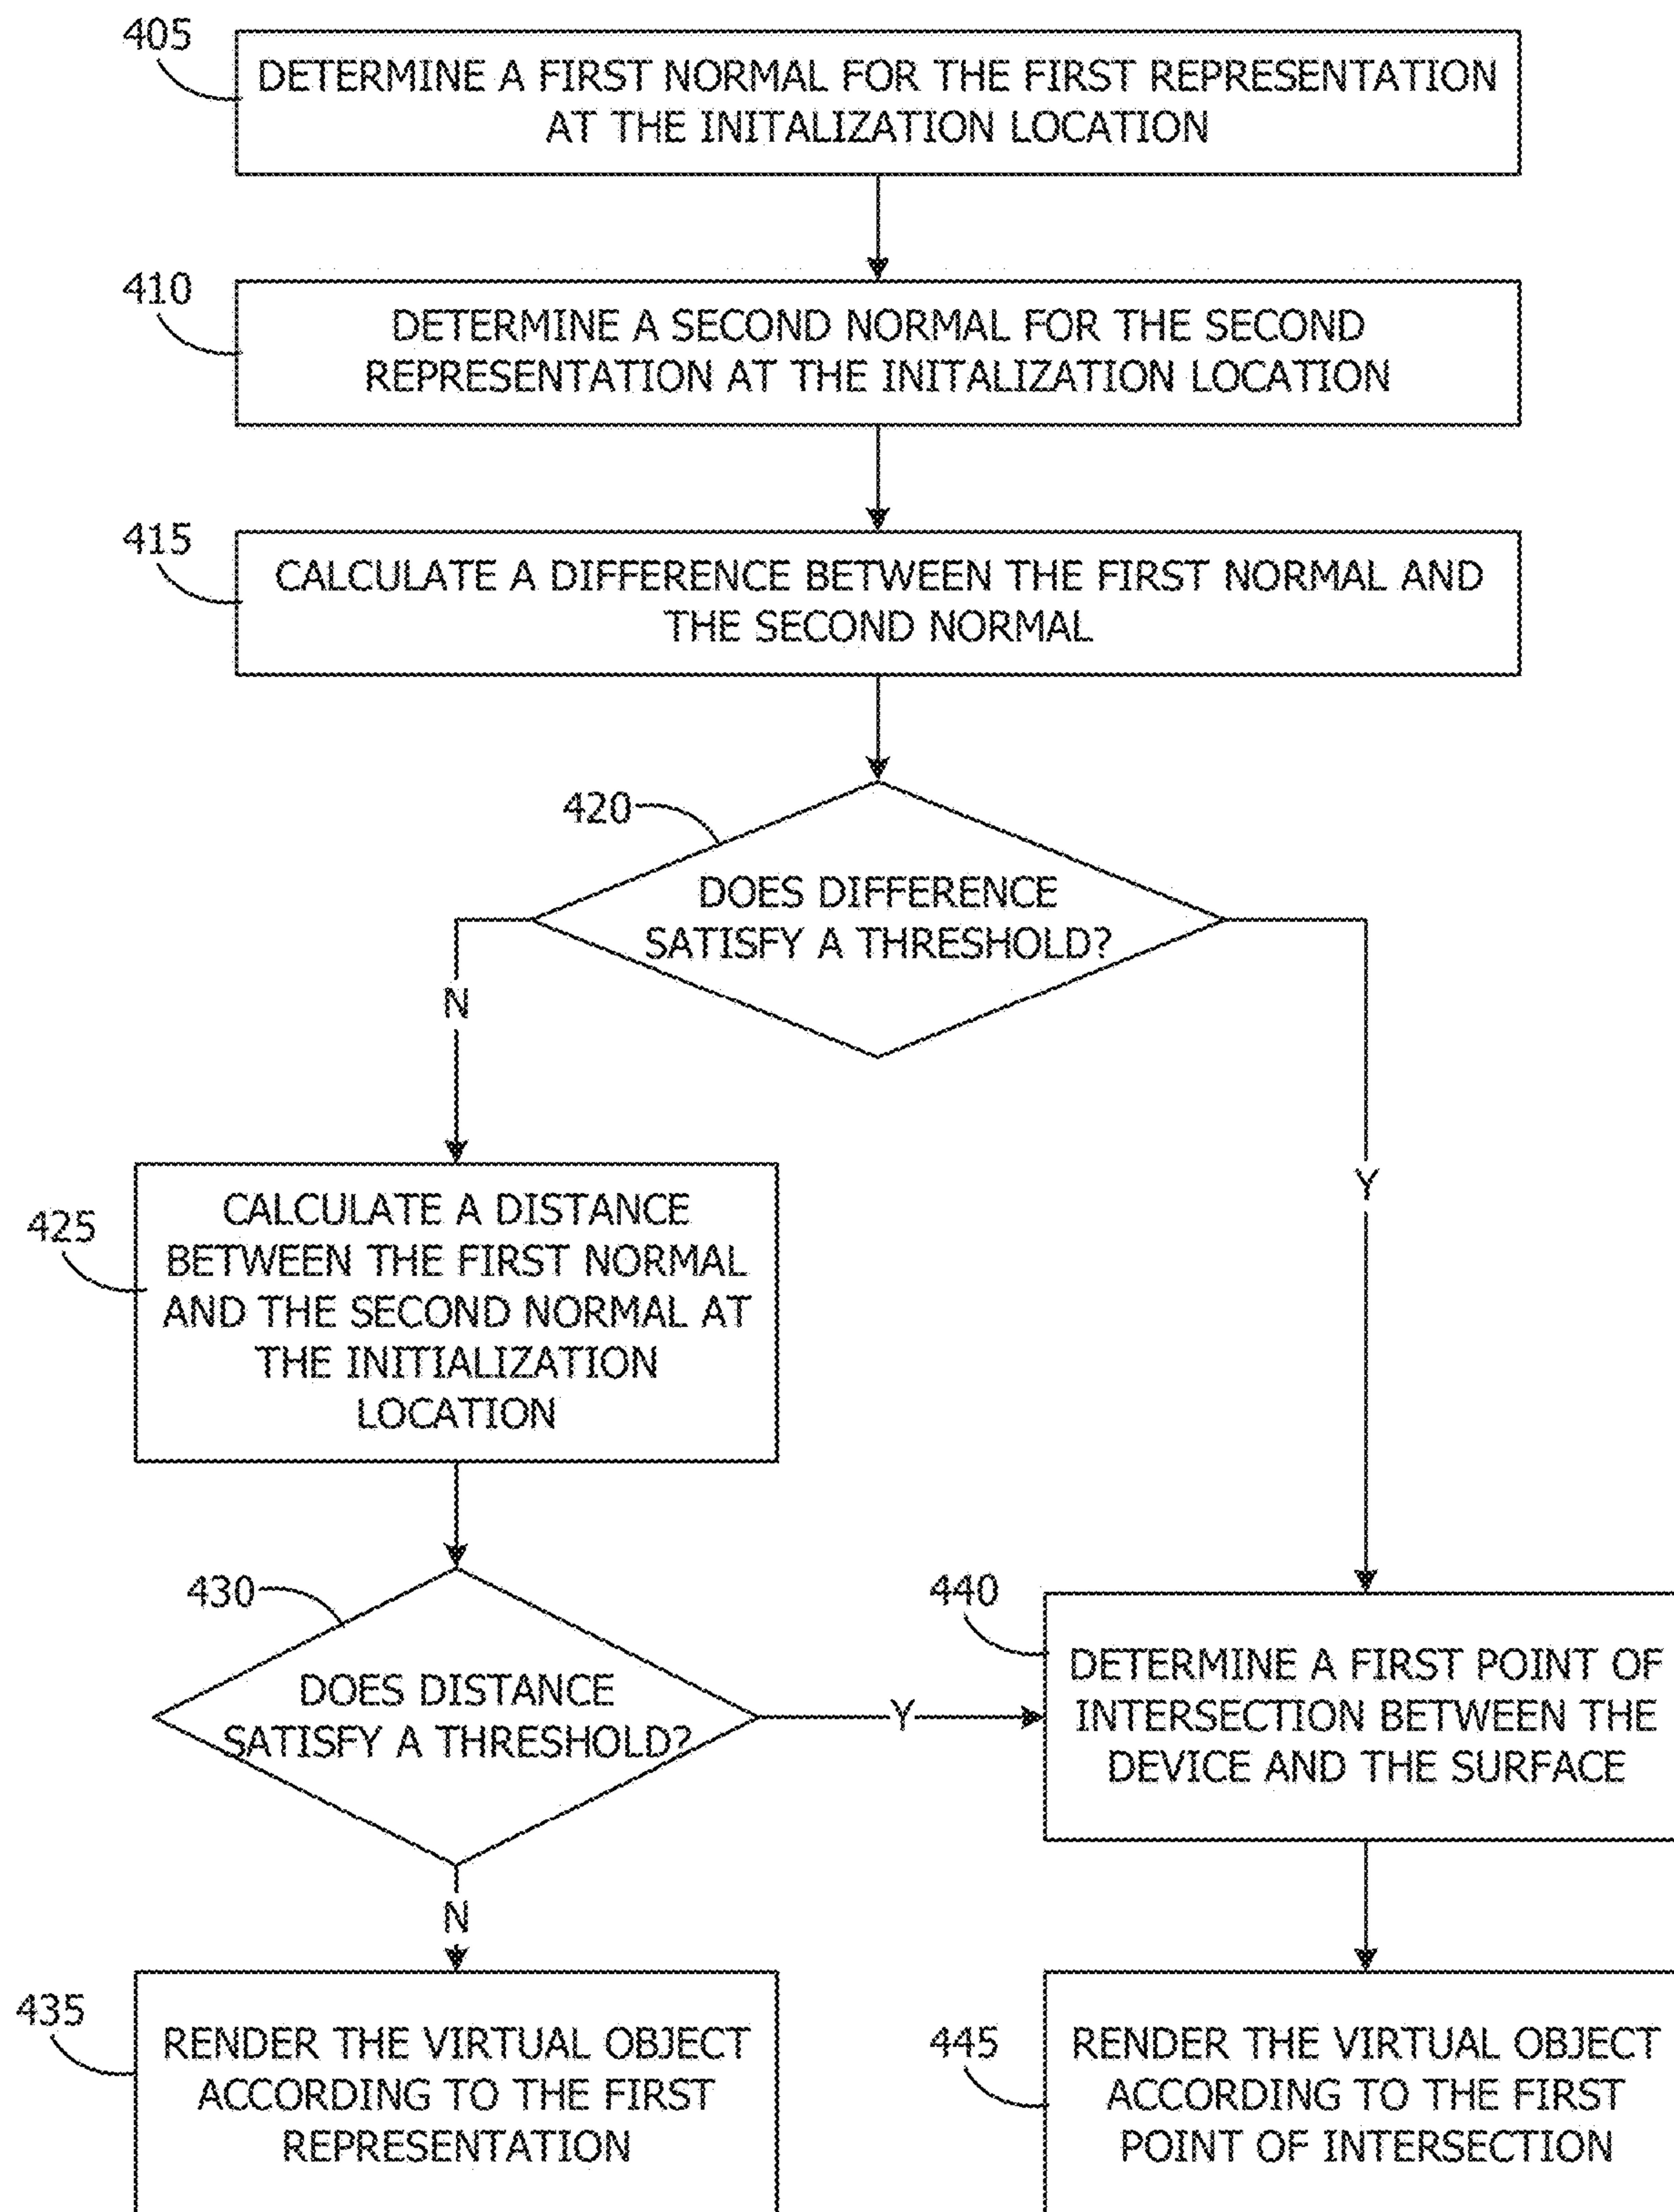 405
DETERMINE A FIRST NORMAL FOR THE FIRST REPRESENTATION
AT THE INITALIZATION LOCATION
410
DETERMINE A SECOND NORMAL FOR THE SECOND
REPRESENTATION AT THE INITALIZATION LOCATION
415
CALCULATE A DIFFERENCE BETWEEN THE FIRST NORMAL AND
THE SECOND NORMAL
420
DOES DIFFERENCE
SATISFY A THRESHOLD?
N
Y
425
CALCULATE A DISTANCE
BETWEEN THE FIRST NORMAL
AND THE SECOND NORMAL AT
THE INITIALIZATION
LOCATION
430
DOES DISTANCE
SATISFY A THRESHOLD?
Y
N
440
DETERMINE A FIRST POINT OF
INTERSECTION BETWEEN THE
DEVICE AND THE SURFACE
435
RENDER THE VIRTUAL OBJECT
ACCORDING TO THE FIRST
REPRESENTATION
445
RENDER THE VIRTUAL OBJECT
ACCORDING TO THE FIRST
POINT OF INTERSECTION